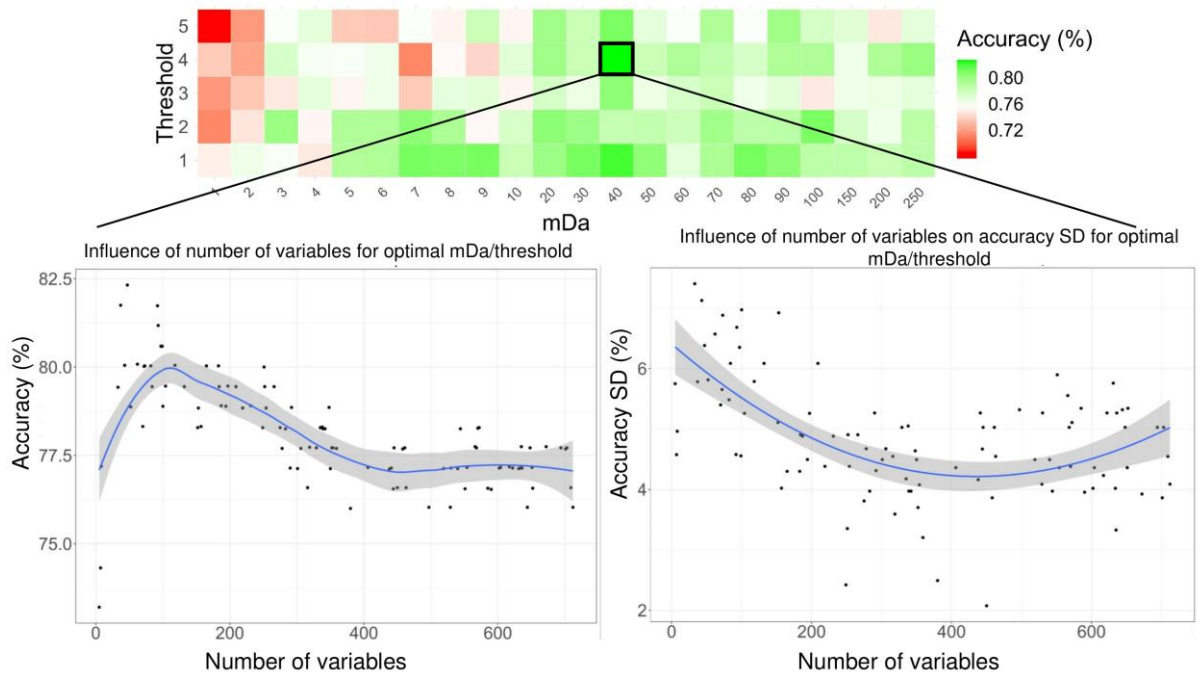 Threshold
5
4
3
2
1
1 2 3 4 5 6 7 8 9 10 20 30 40 50 60 70 80 90 100 150 200 250
mDa
Accuracy (%)
0.80
0.76
0.72
Influence of number of variables for optimal mDa/threshold
Accuracy (%)
82.5
80.0
77.5
75.0
0 200 400 600
Number of variables
Influence of number of variables on accuracy SD for optimal
mDa/threshold
Accuracy SD (%)
6
4
2
0 200 400 600
Number of variables